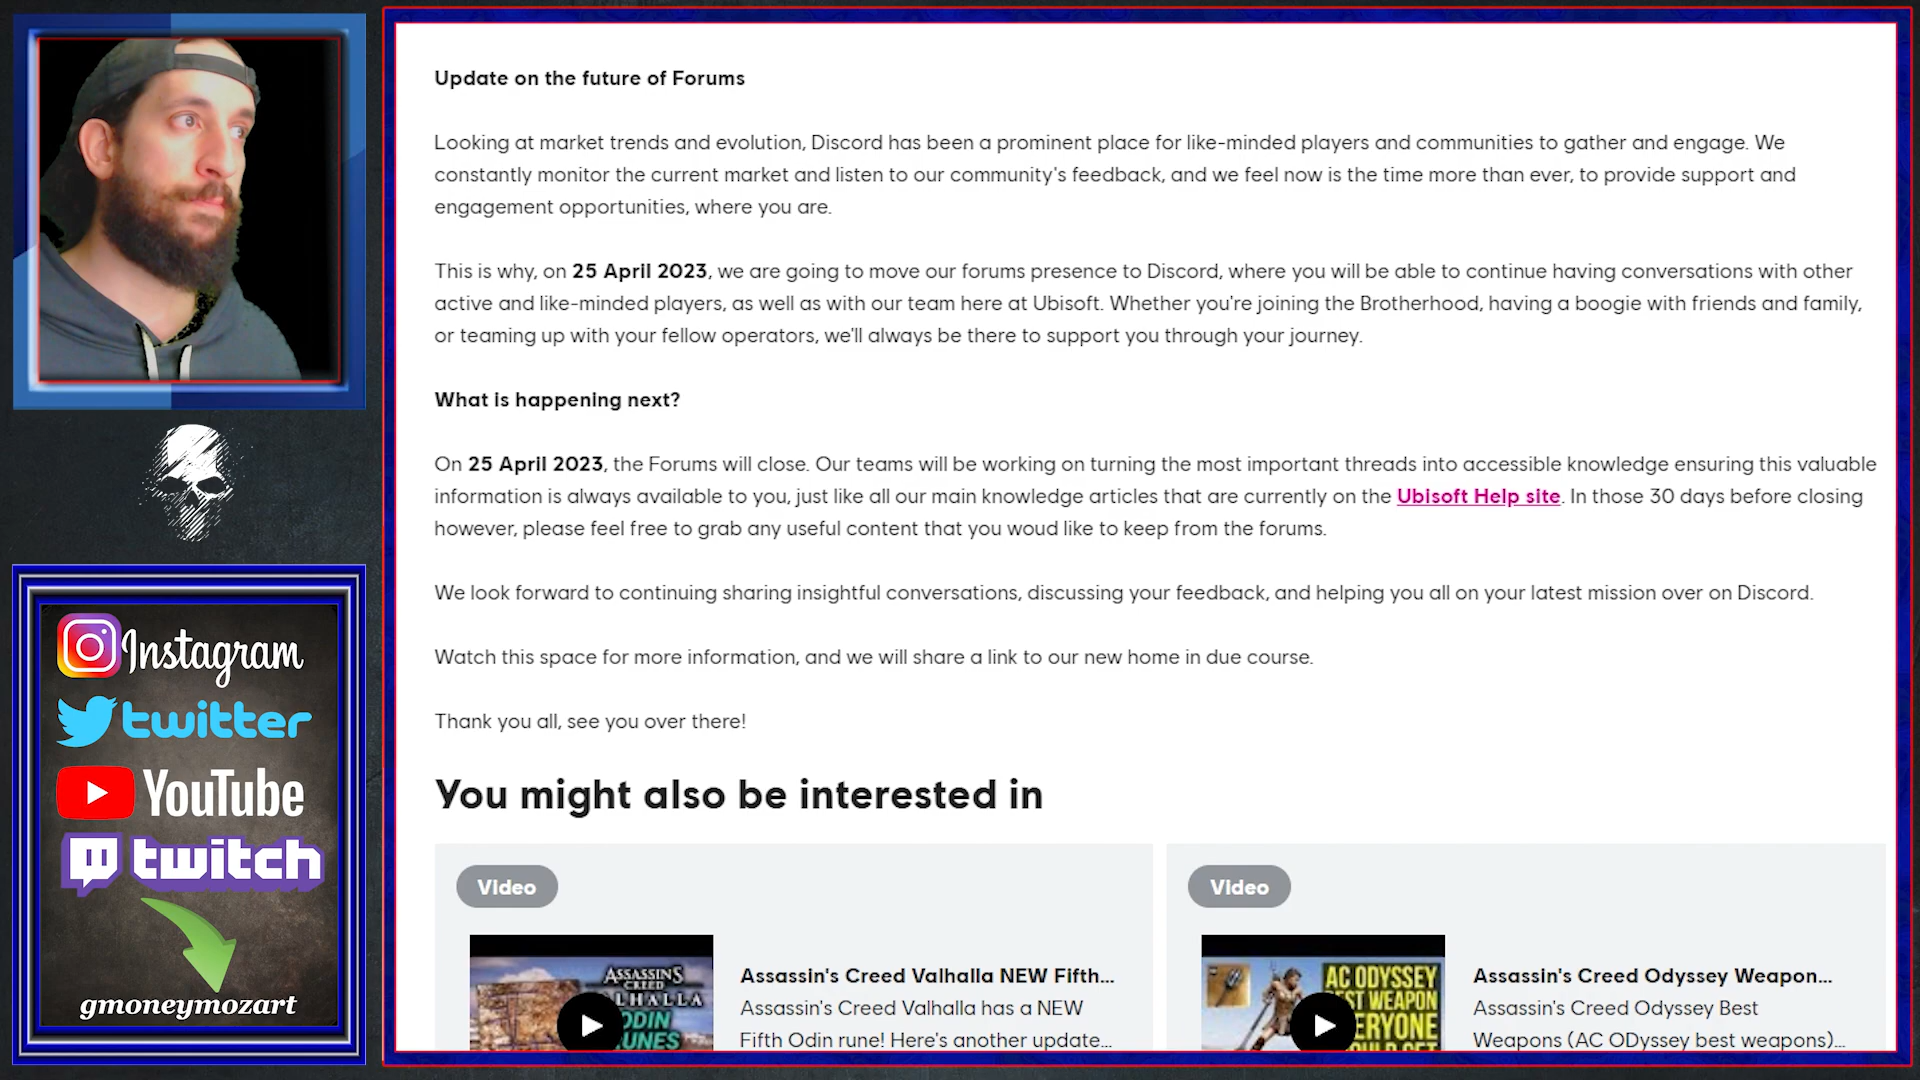 Update on the future of Forums
Looking at market trends and evolution, Discord has been a prominent place for like-minded players and communities to gather and engage. We
constantly monitor the current market and listen to our community's feedback, and we feel now is the time more than ever, to provide support and
engagement opportunities, where you are.
This is why, on 25 April 2023, we are going to move our forums presence to Discord, where you will be able to continue having conversations with other
active and like-minded players, as well as with our team here at Ubisoft. Whether you're joining the Brotherhood, having a boogie with friends and family,
or teaming up with your fellow operators, we'll always be there to support you through your journey.
What is happening next?
On 25 April 2023, the Forums will close. Our teams will be working on turning the most important threads into accessible knowledge ensuring this valuable
information is always available to you, just like all our main knowledge articles that are currently on the Ubisoft Help site. In those 30 days before closing
however, please feel free to grab any useful content that you woud like to keep from the forums.
We look forward to continuing sharing insightful conversations, discussing your feedback, and helping you all on your latest mission over on Discord.
Watch this space for more information, and we will share a link to our new home in due course.
Thank you all, see you over there!
You might also be interested in
Video
ASSASSIN'S
CREED
ODIN
Assassin's Creed Valhalla NEW Fifth...
Assassin's Creed Valhalla has a NEW
Fifth Odin rune! Here's another update...
Video
AC ODYSSEY
WEAPON
Assassin's Creed Odyssey Weapon...
Assassin's Creed Odyssey Best
Weapons (AC ODyssey best weapons)...
Instagram
twitter
YouTube
twitch
gmoneymozart